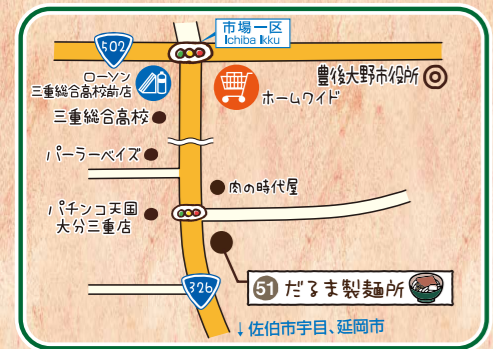 市場一区
Ichiba Ikku
502
ローソン
三重総合高校前店
豊後大野市役所
ホームワイド
三重総合高校
パーラーベイズ
肉の時代屋
パチンコ天国
大分三重店
51 だるま製麺所
326
↓佐伯市宇目、延岡市